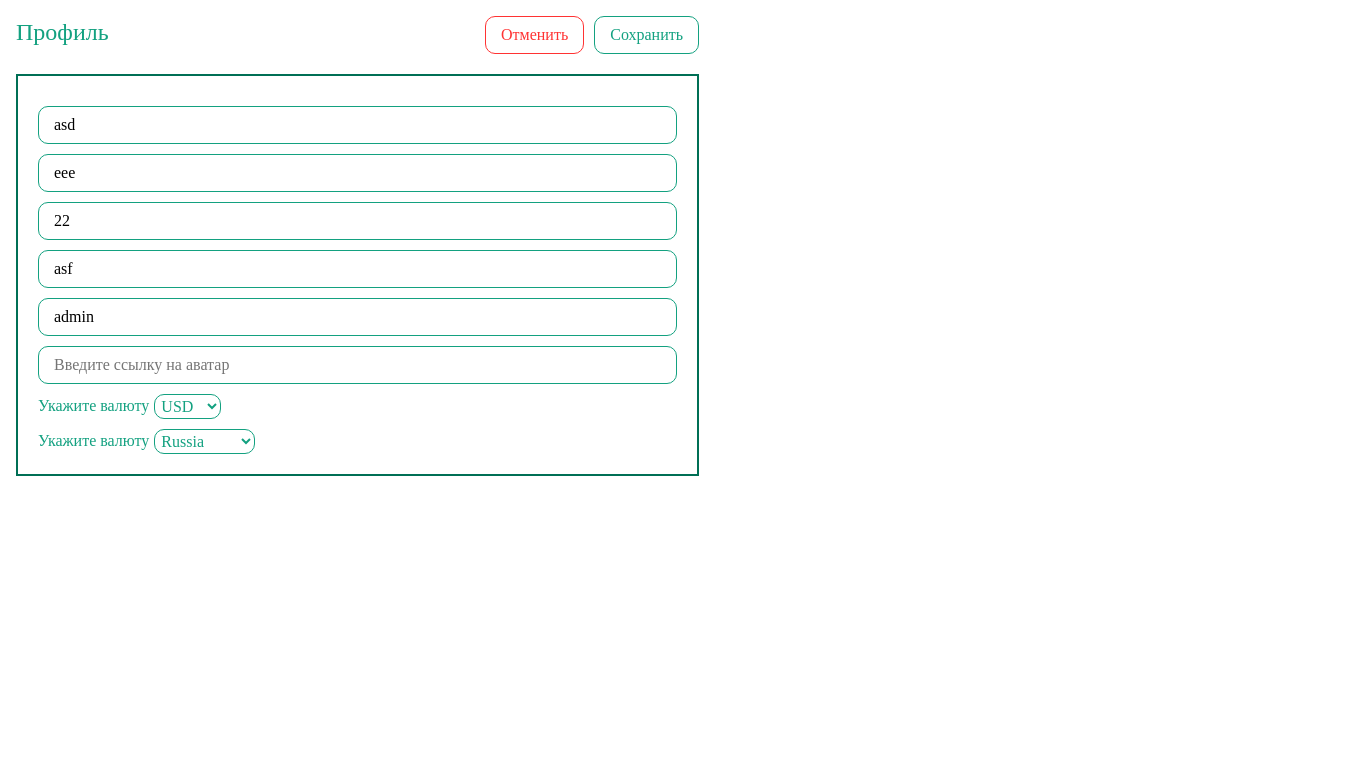 Профиль
Отменить
Сохранить
asd
eee
22
asf
admin
Введите ссылку на аватар
Укажите валюту USD
Укажите валюту Russia